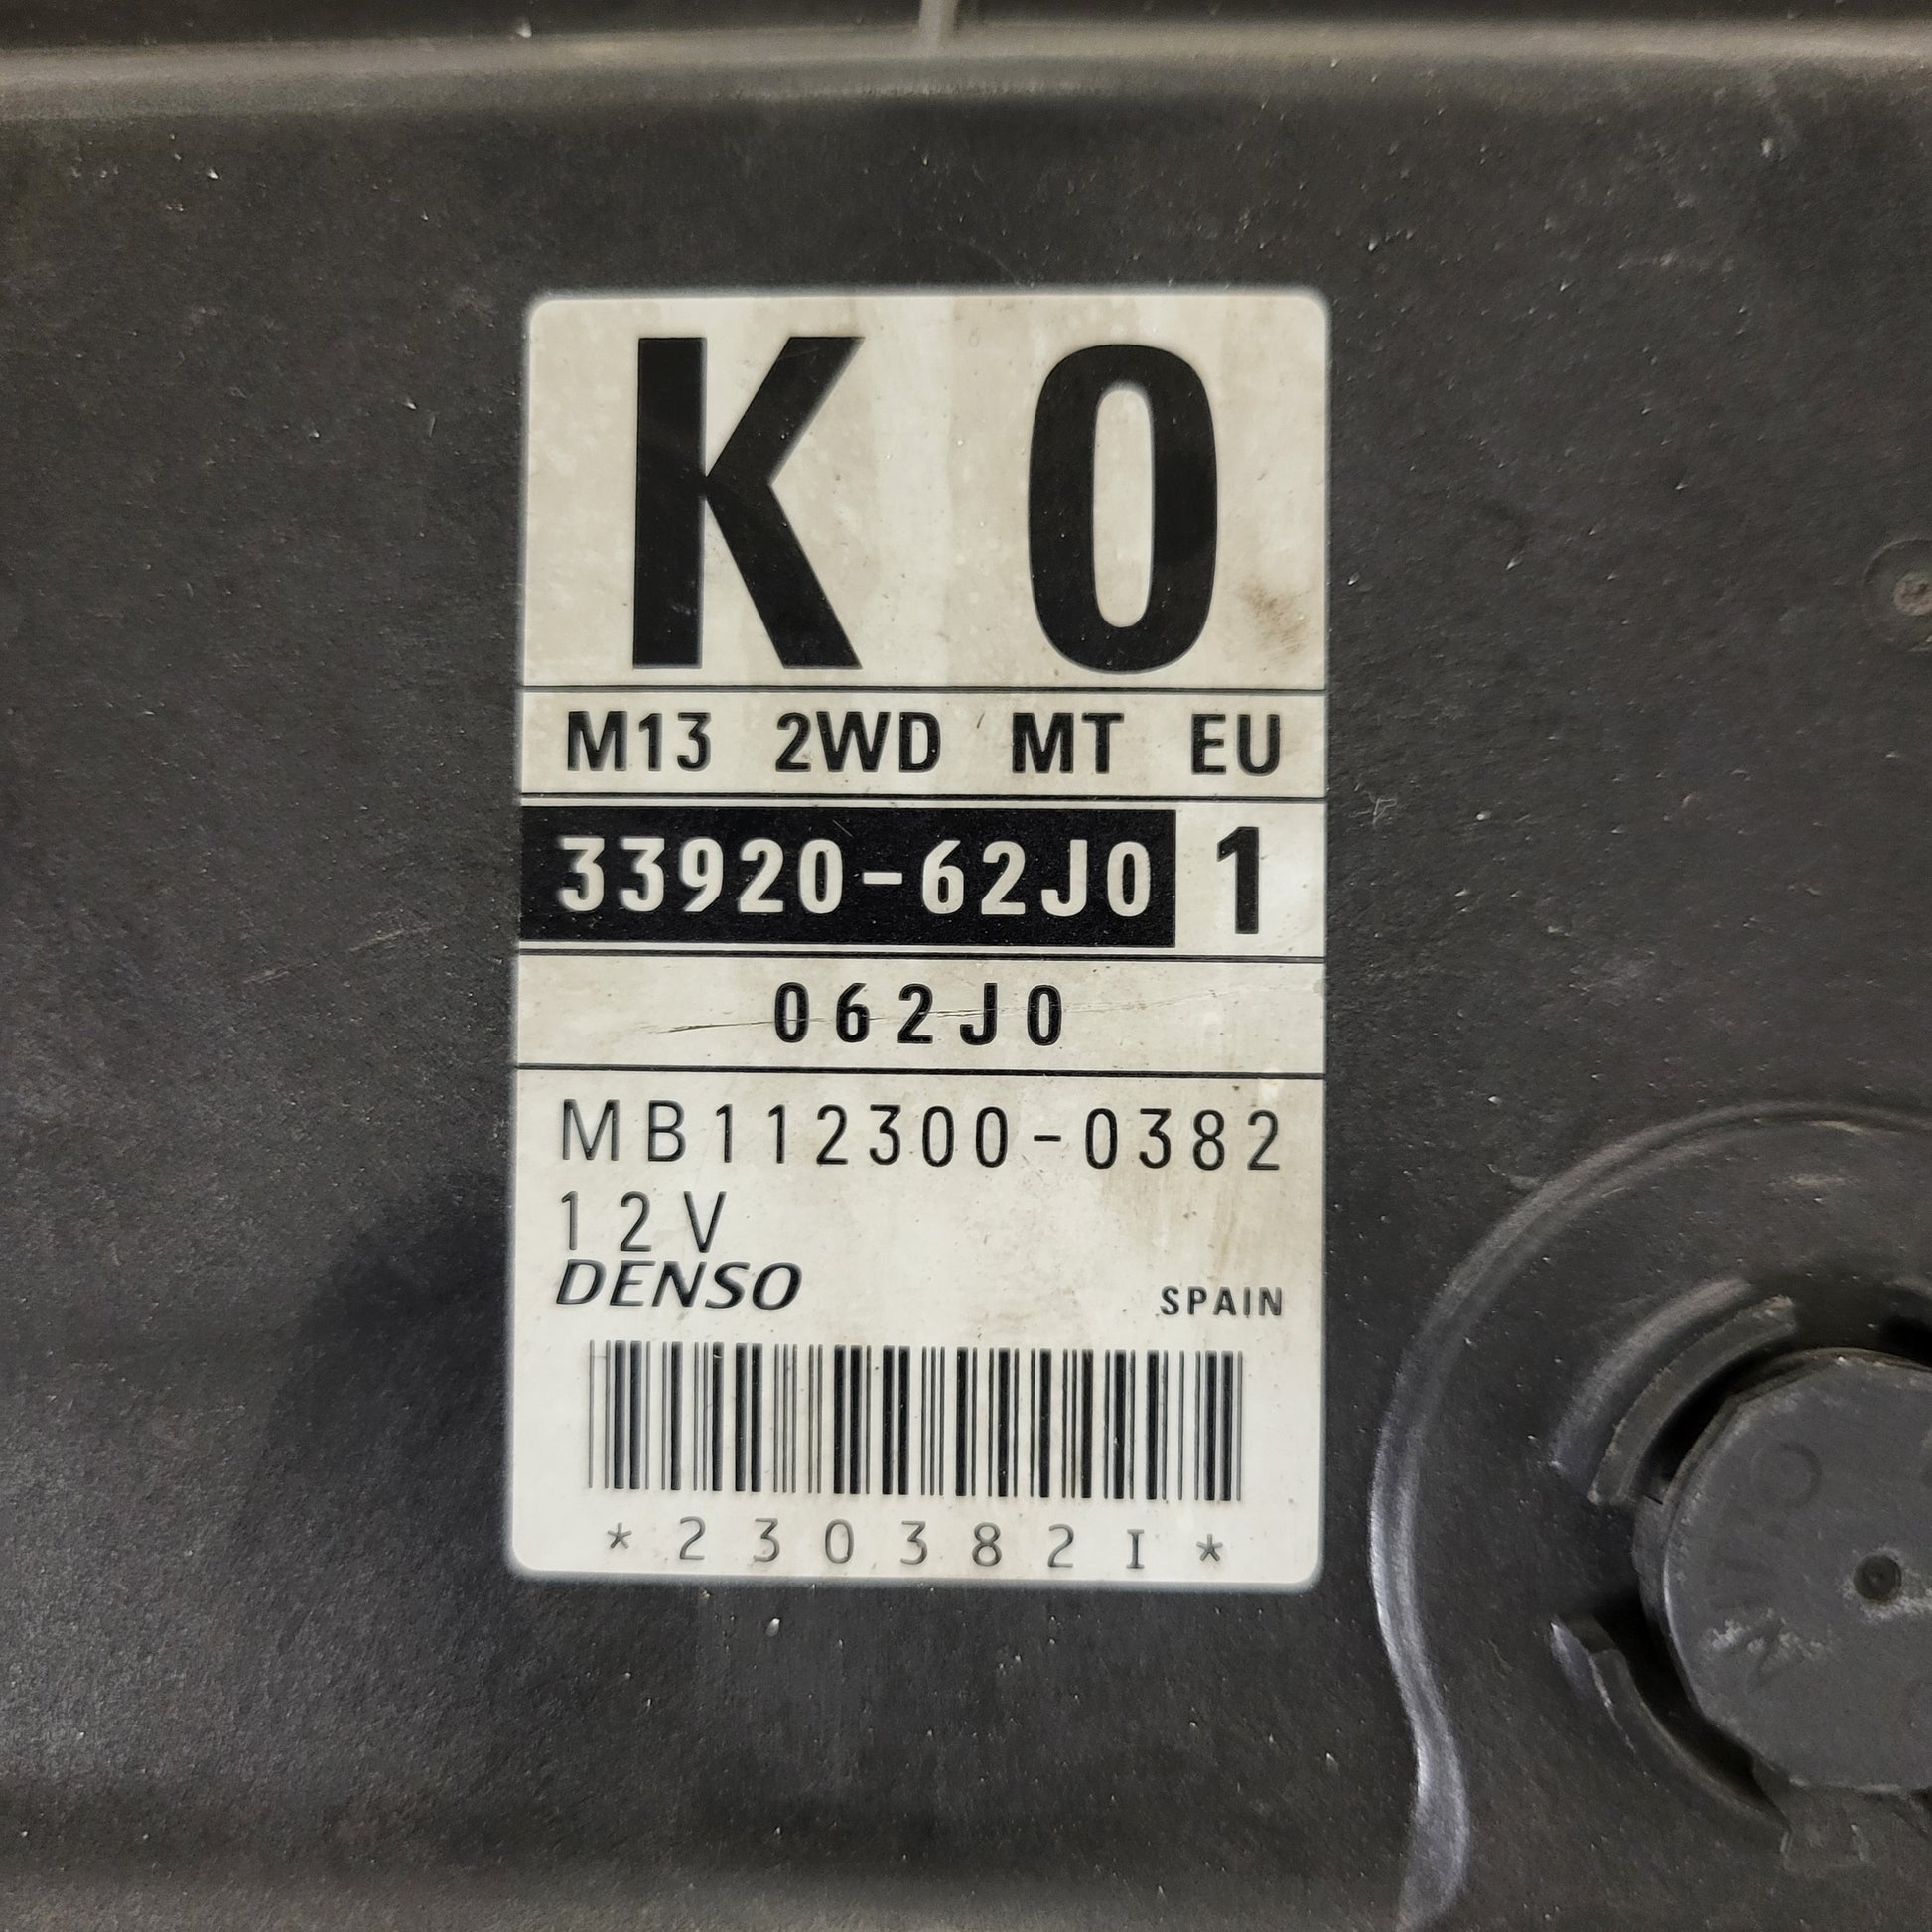 K 0
M13 2WD MT EU
33920-62J0 1
062J0
MB112300-0382
12V
DENSO SPAIN
*230382I*